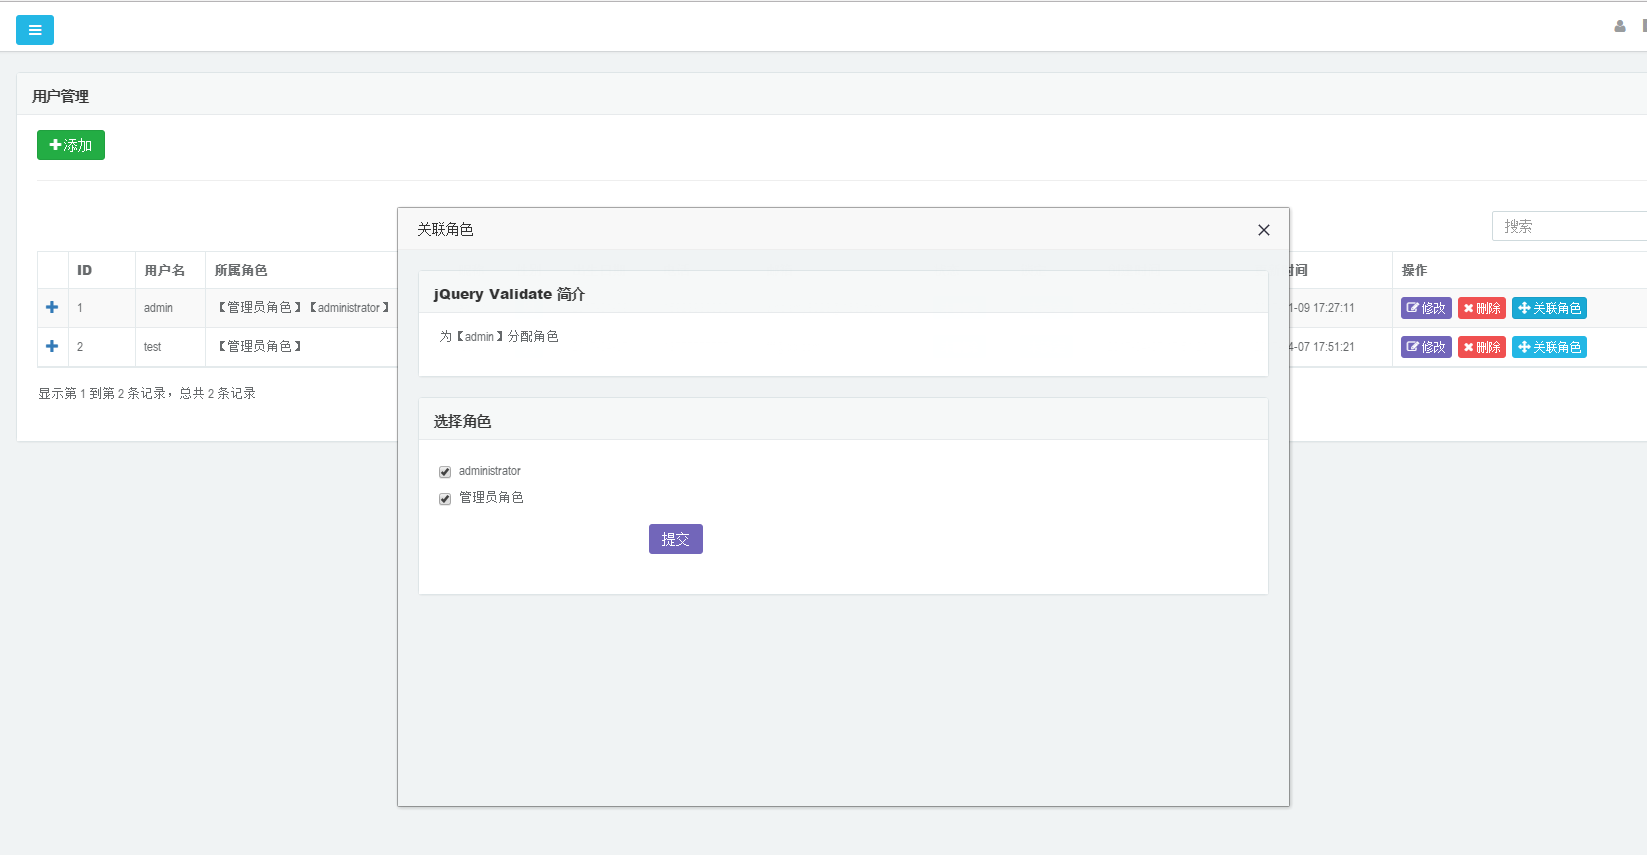 用户管理
添加
搜索
ID 用户名 所属角色 时间 操作
1 admin 【管理员角色】【administrator】 1-09 17:27:11 修改 删除 关联角色
2 test 【管理员角色】 4-07 17:51:21 修改 删除 关联角色
显示第 1 到第 2 条记录，总共 2 条记录
关联角色
jQuery Validate 简介
为【admin】分配角色
选择角色
administrator
管理员角色
提交